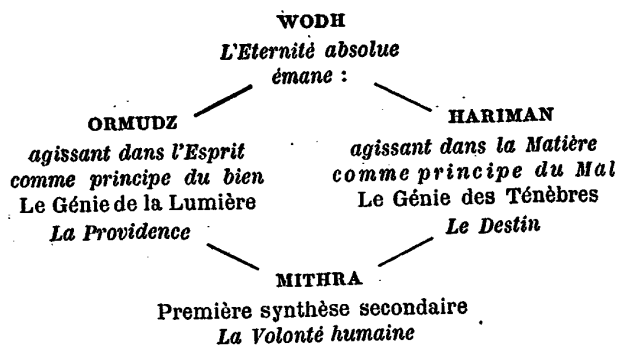 WODH
L'Eternité absolue
émane :
ORMUDZ
agissant dans l'Esprit
comme principe du bien
Le Génie de la Lumière
La Providence
HARIMAN
agissant dans la Matière
comme principe du Mal
Le Génie des Ténèbres
Le Destin
MITHRA
Première synthèse secondaire
La Volonté humaine